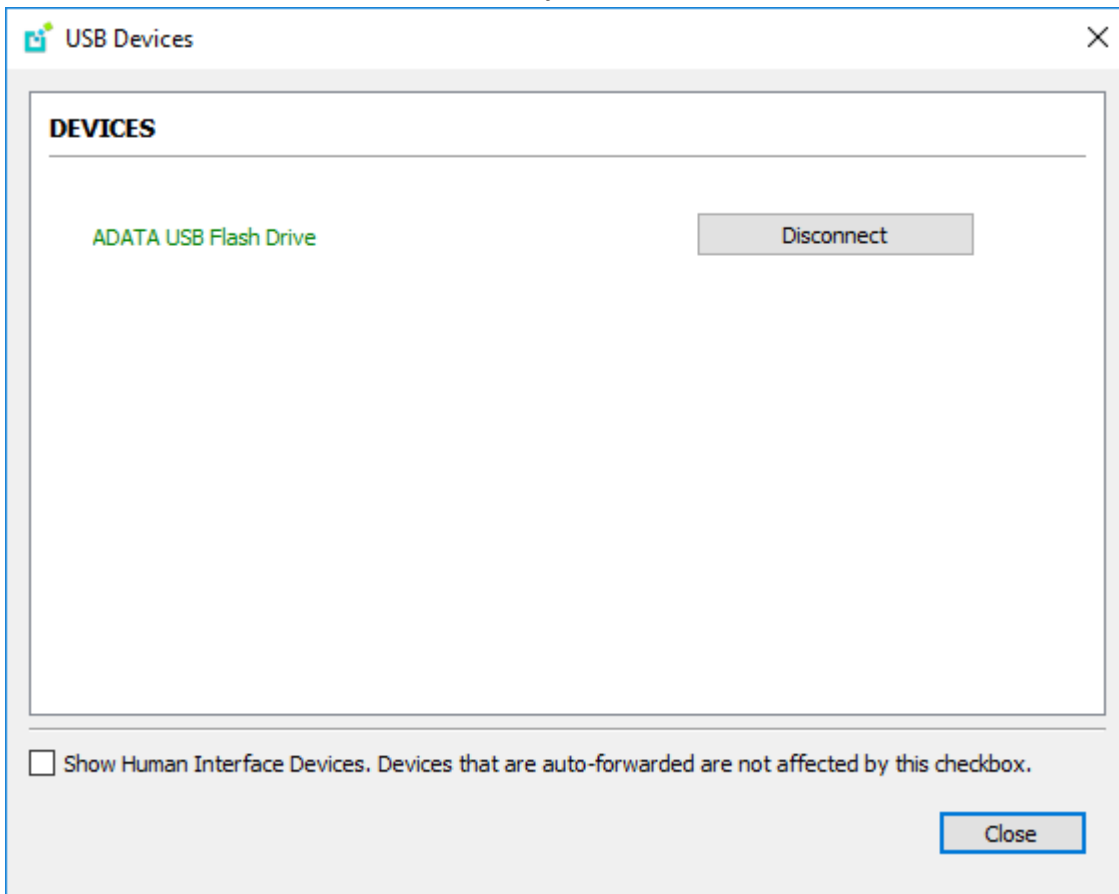 USB Devices
DEVICES
ADATA USB Flash Drive
Disconnect
Show Human Interface Devices. Devices that are auto-forwarded are not affected by this checkbox.
Close